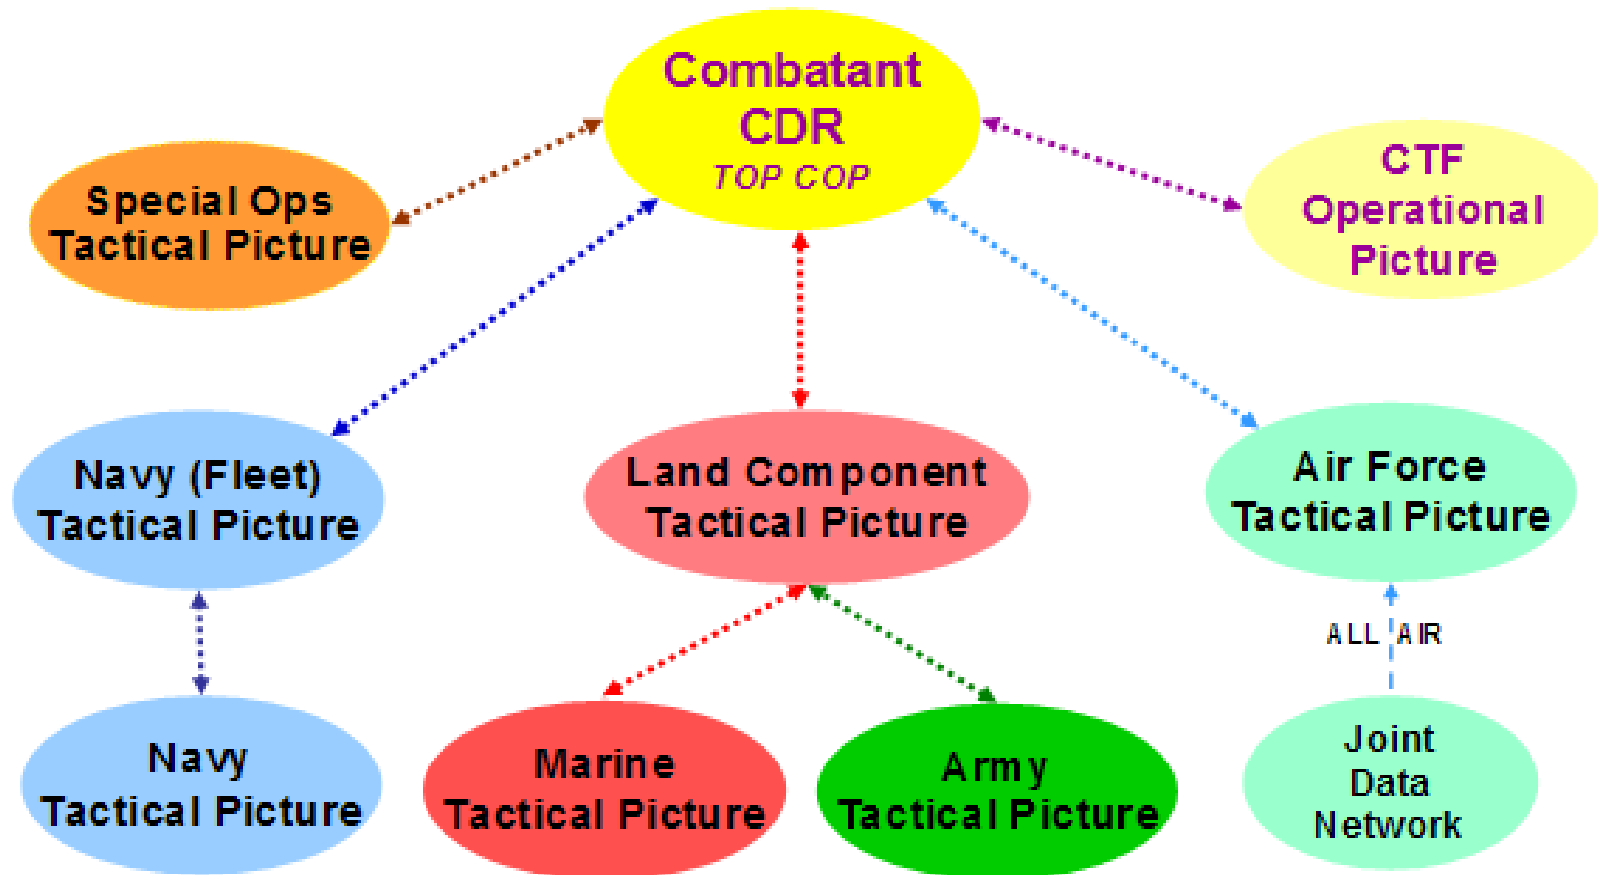 Combatant
CDR
TOP COP
Special Ops
Tactical Picture
CTF
Operational
Picture
Navy (Fleet)
Tactical Picture
Land Component
Tactical Picture
Air Force
Tactical Picture
ALL AIR
Navy
Tactical Picture
Marine
Tactical Picture
Army
Tactical Picture
Joint
Data
Network